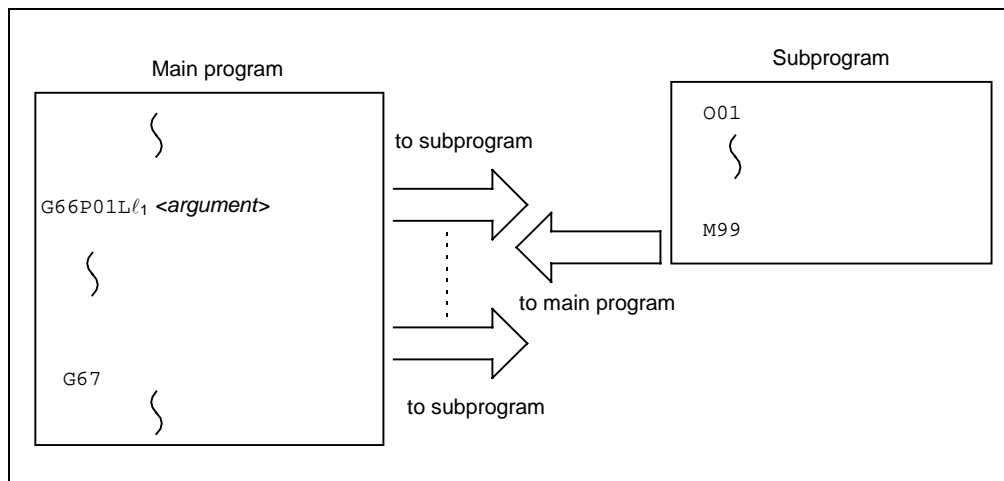 Main program
G66P01Lℓ₁ <argument>
G67
to subprogram
to main program
to subprogram
Subprogram
O01
M99